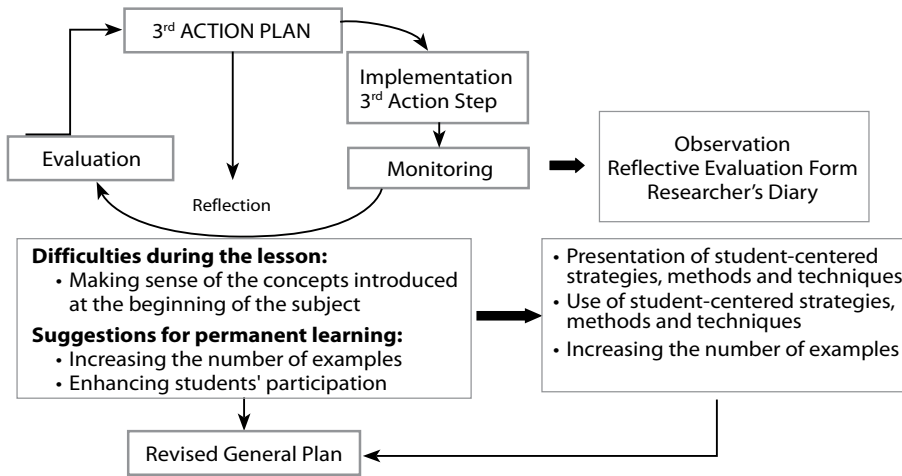 3rd ACTION PLAN
Implementation
3rd Action Step
Evaluation
Monitoring
Observation
Reflective Evaluation Form
Researcher's Diary
Reflection
Difficulties during the lesson:
• Making sense of the concepts introduced
at the beginning of the subject
Suggestions for permanent learning:
• Increasing the number of examples
• Enhancing students' participation
• Presentation of student-centered
strategies, methods and techniques
• Use of student-centered strategies,
methods and techniques
• Increasing the number of examples
Revised General Plan